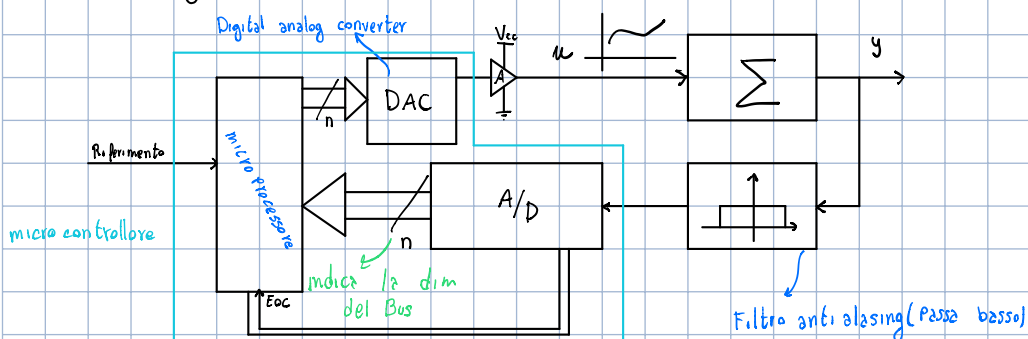 Digital analog converter
Vcc
u
y
A
DAC
Σ
n
Riferimento
micro processore
A/D
n
micro controllore
indica la dim
del Bus
EOC
Filtro anti alasing (passa basso)